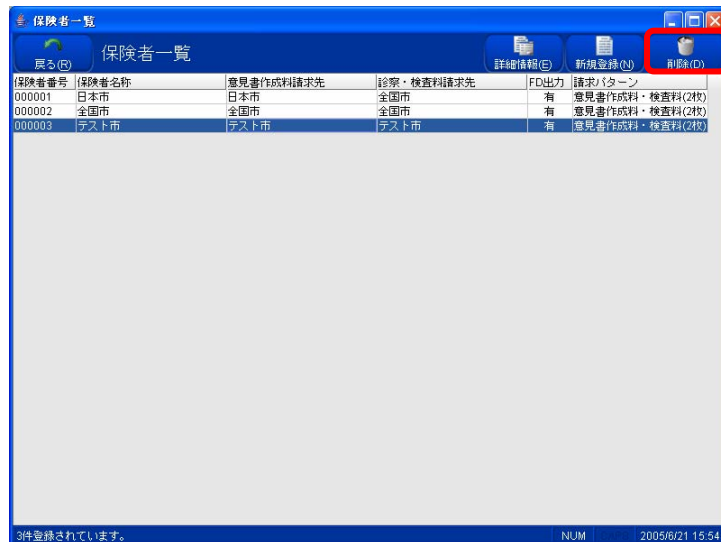 保険者一覧
戻る(R) 保険者一覧 詳細情報(E) 新規登録(N) 削除(D)
保険者番号 保険者名称 意見書作成料請求先 診察・検査料請求先 FD出力 請求パターン
000001 日本市 日本市 全国市 有 意見書作成料・検査料(2枚)
000002 全国市 全国市 全国市 有 意見書作成料・検査料(2枚)
000003 テスト市 テスト市 テスト市 有 意見書作成料・検査料(2枚)
3件登録されています。 NUM 2005/6/21 15:54